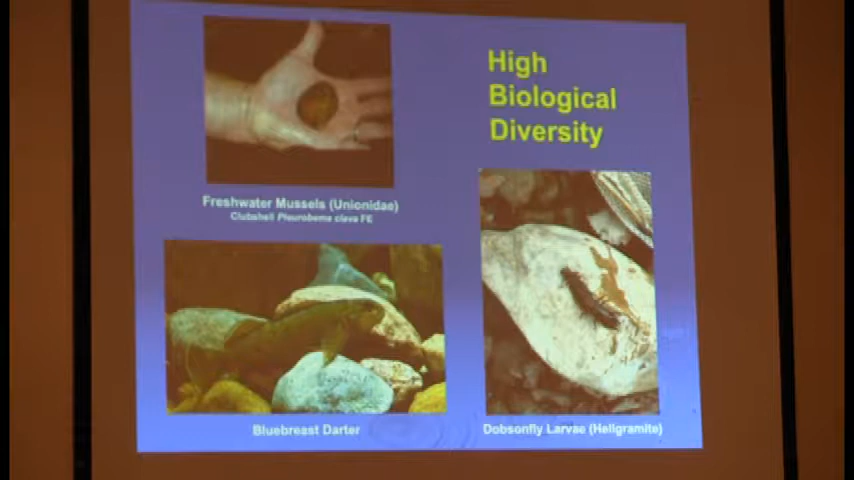 High
Biological
Diversity
Freshwater Mussels (Unionidae)
Clubshell Pleurobema clava FE
Bluebreast Darter
Dobsonfly Larvae (Hellgramite)